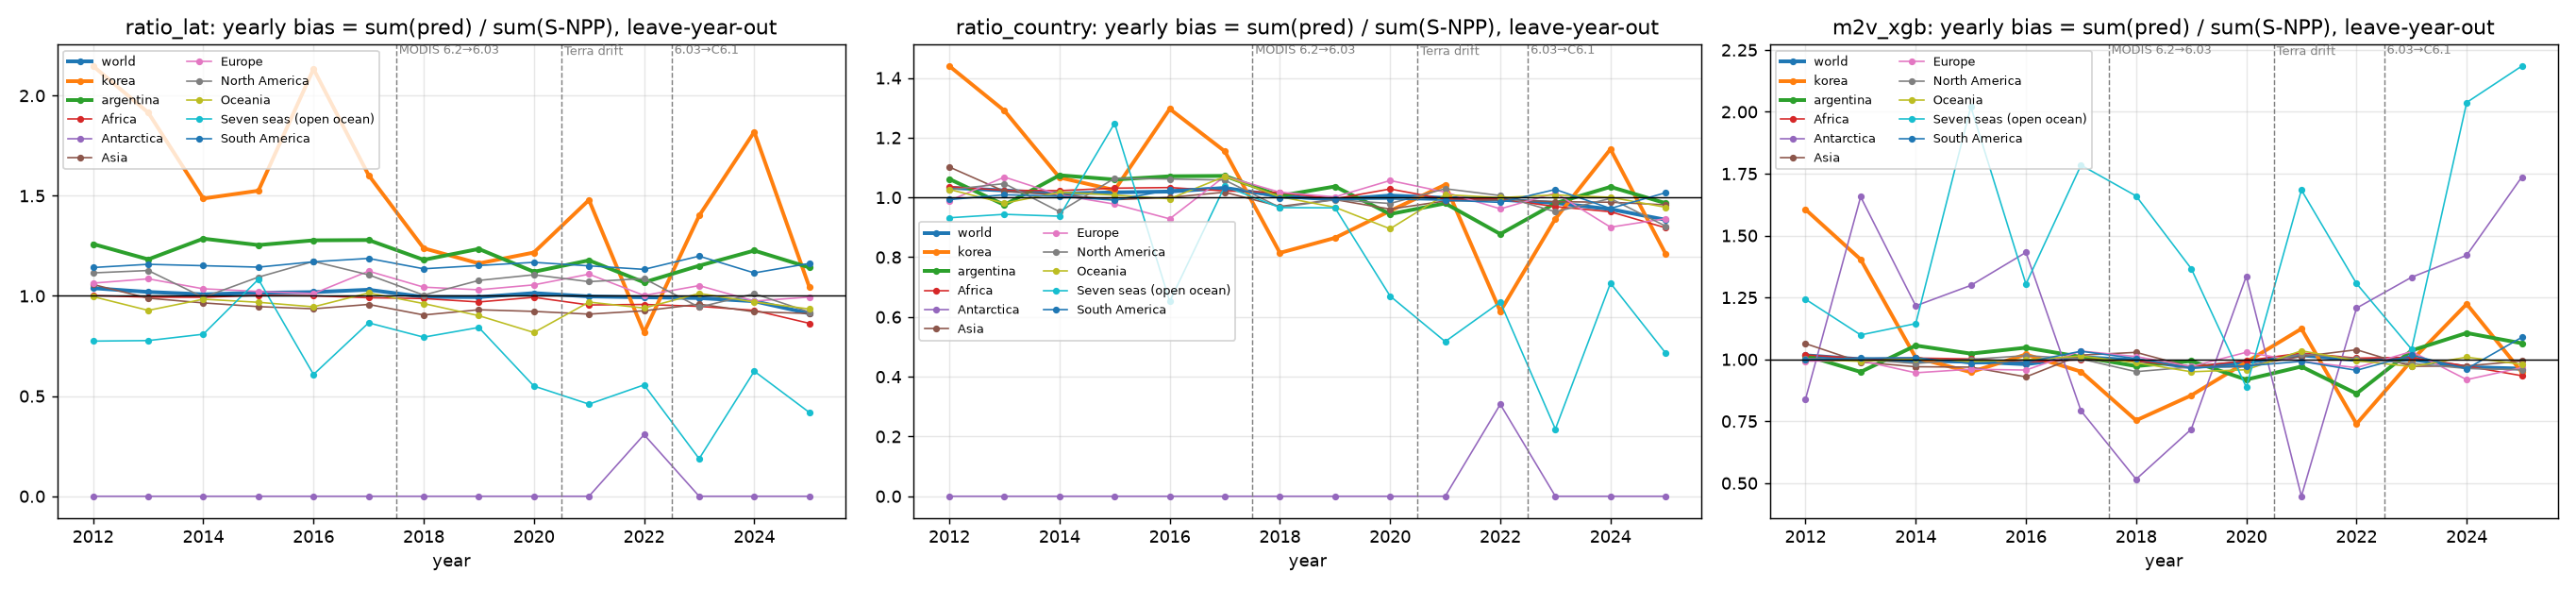 ratio_lat: yearly bias = sum(pred) / sum(S-NPP), leave-year-out
MODIS 6.2→6.03
Terra drift
6.03→C6.1
world
korea
argentina
Africa
Antarctica
Asia
Europe
North America
Oceania
Seven seas (open ocean)
South America
2.0
1.5
1.0
0.5
0.0
2012 2014 2016 2018 2020 2022 2024
year
ratio_country: yearly bias = sum(pred) / sum(S-NPP), leave-year-out
MODIS 6.2→6.03
Terra drift
6.03→C6.1
1.4
1.2
1.0
0.8
0.6
0.4
0.2
0.0
world
korea
argentina
Africa
Antarctica
Asia
Europe
North America
Oceania
Seven seas (open ocean)
South America
2012 2014 2016 2018 2020 2022 2024
year
m2v_xgb: yearly bias = sum(pred) / sum(S-NPP), leave-year-out
MODIS 6.2→6.03
Terra drift
6.03→C6.1
world
korea
argentina
Africa
Antarctica
Asia
Europe
North America
Oceania
Seven seas (open ocean)
South America
2.25
2.00
1.75
1.50
1.25
1.00
0.75
0.50
2012 2014 2016 2018 2020 2022 2024
year